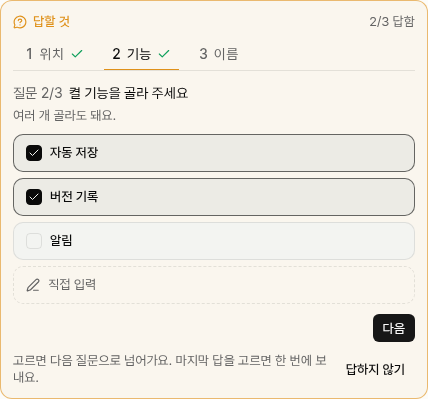 답할 것
2/3 답함
1 위치
2 기능
3 이름
질문 2/3 켤 기능을 골라 주세요
여러 개 골라도 돼요.
자동 저장
버전 기록
알림
직접 입력
다음
고르면 다음 질문으로 넘어가요. 마지막 답을 고르면 한 번에 보
내요.
답하지 않기